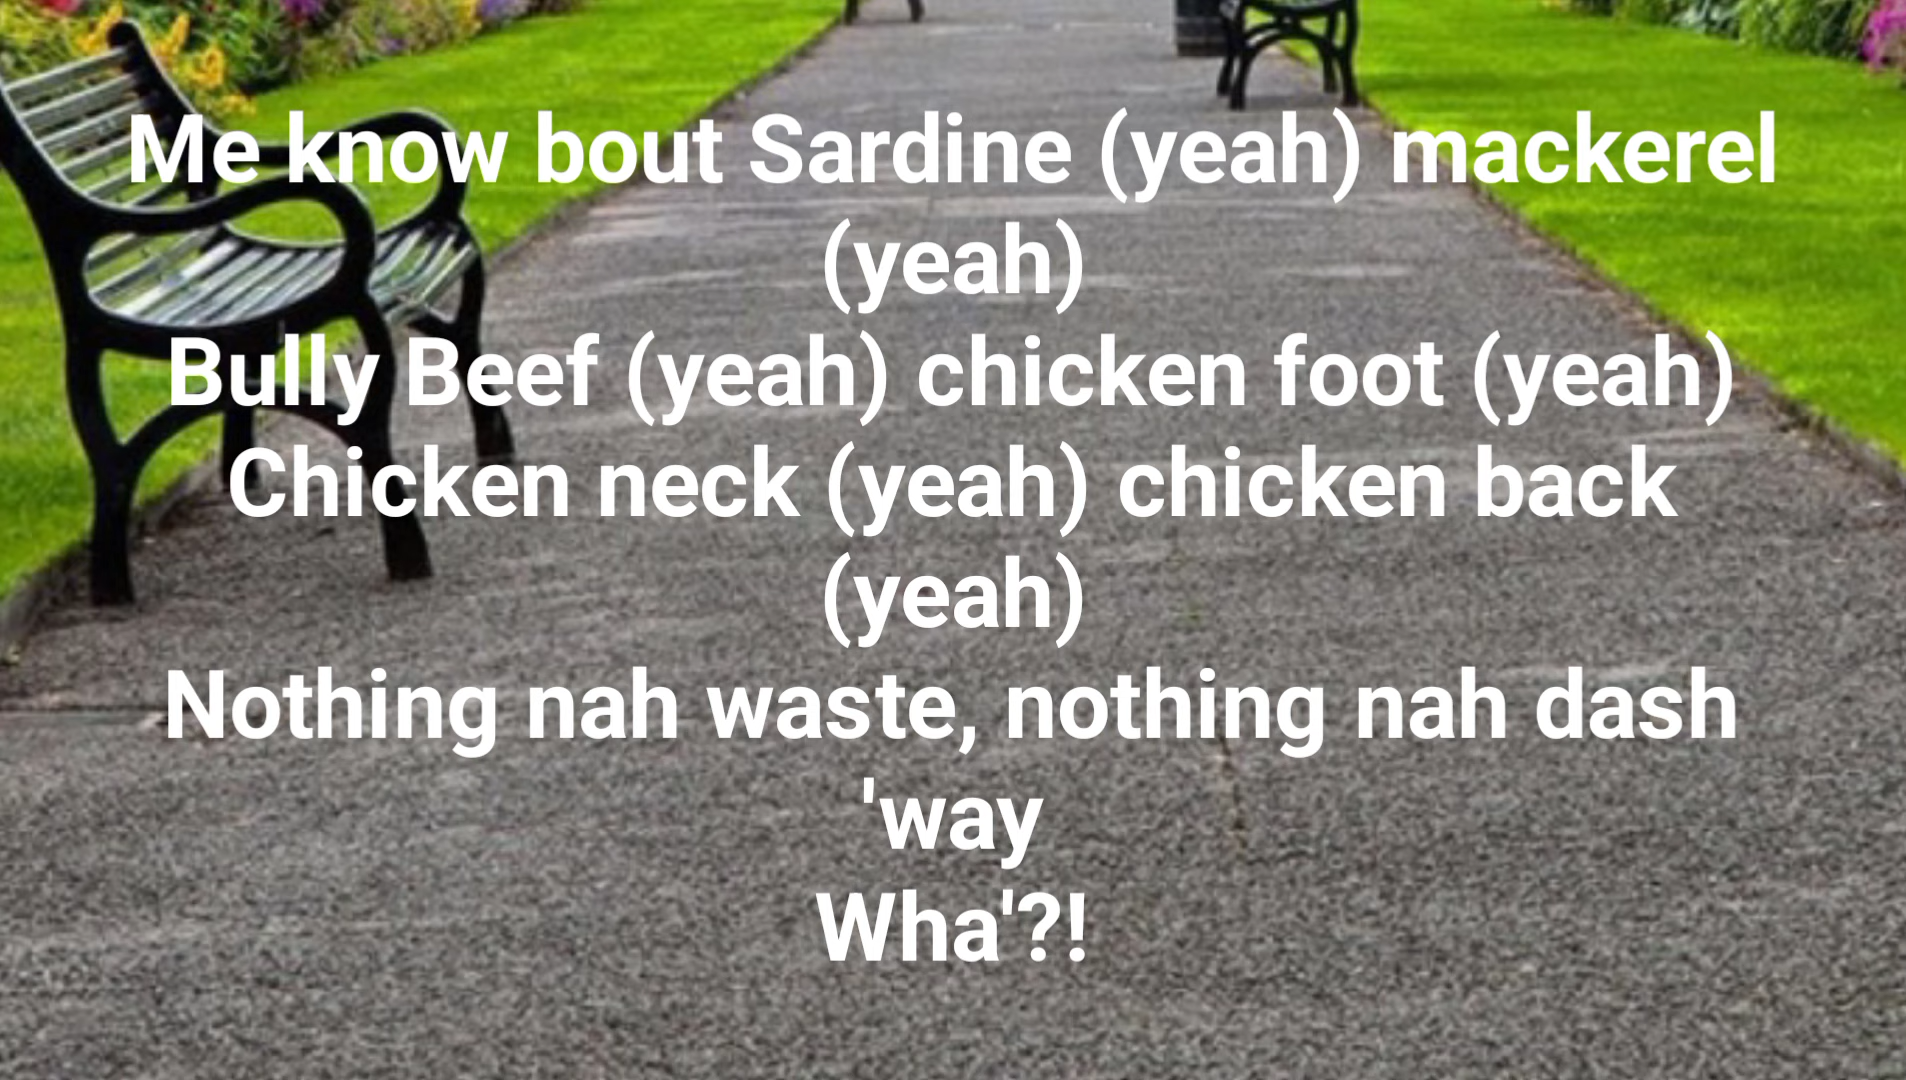 Me know bout Sardine (yeah) mackerel
(yeah)
Bully Beef (yeah) chicken foot (yeah)
Chicken neck (yeah) chicken back
(yeah)
Nothing nah waste, nothing nah dash
'way
Wha'?!